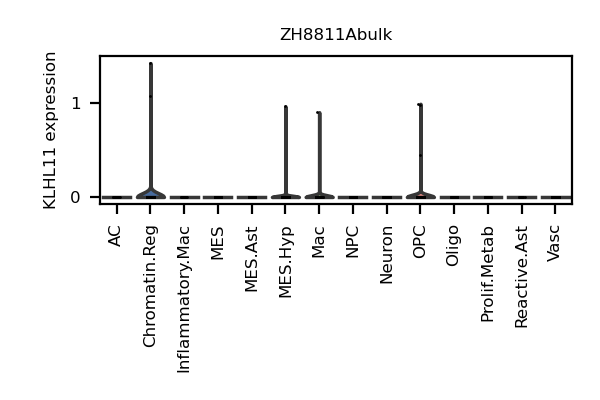 ZH8811Abulk
KLHL11 expression
1
0
AC
Chromatin.Reg
Inflammatory.Mac
MES
MES.Ast
MES.Hyp
Mac
NPC
Neuron
OPC
Oligo
Prolif.Metab
Reactive.Ast
Vasc